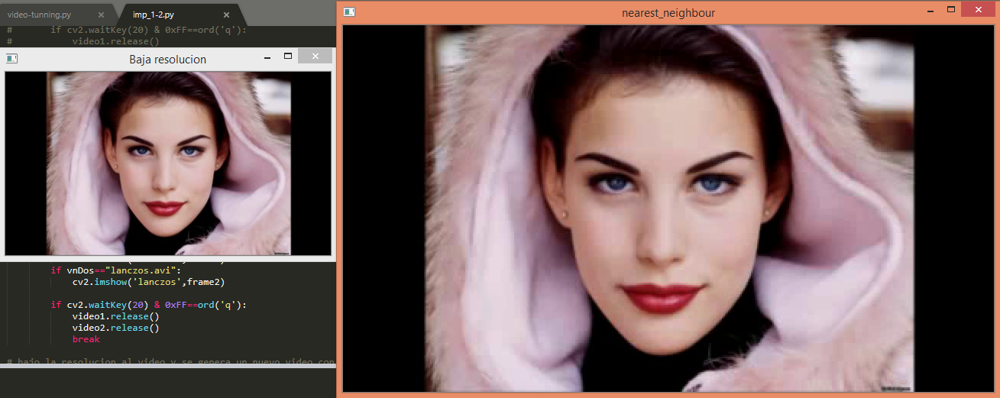 video-tunning.py
imp_1-2.py
nearest_neighbour
# if cv2.waitKey(20) & 0xFF==ord('q'):
# video1.release()
Baja resolucion
if vnDos=="lanczos.avi":
cv2.imshow('lanczos',frame2)
if cv2.waitKey(20) & 0xFF==ord('q'):
video1.release()
video2.release()
break
# bajo la resolucion al video y se genera un nuevo video con